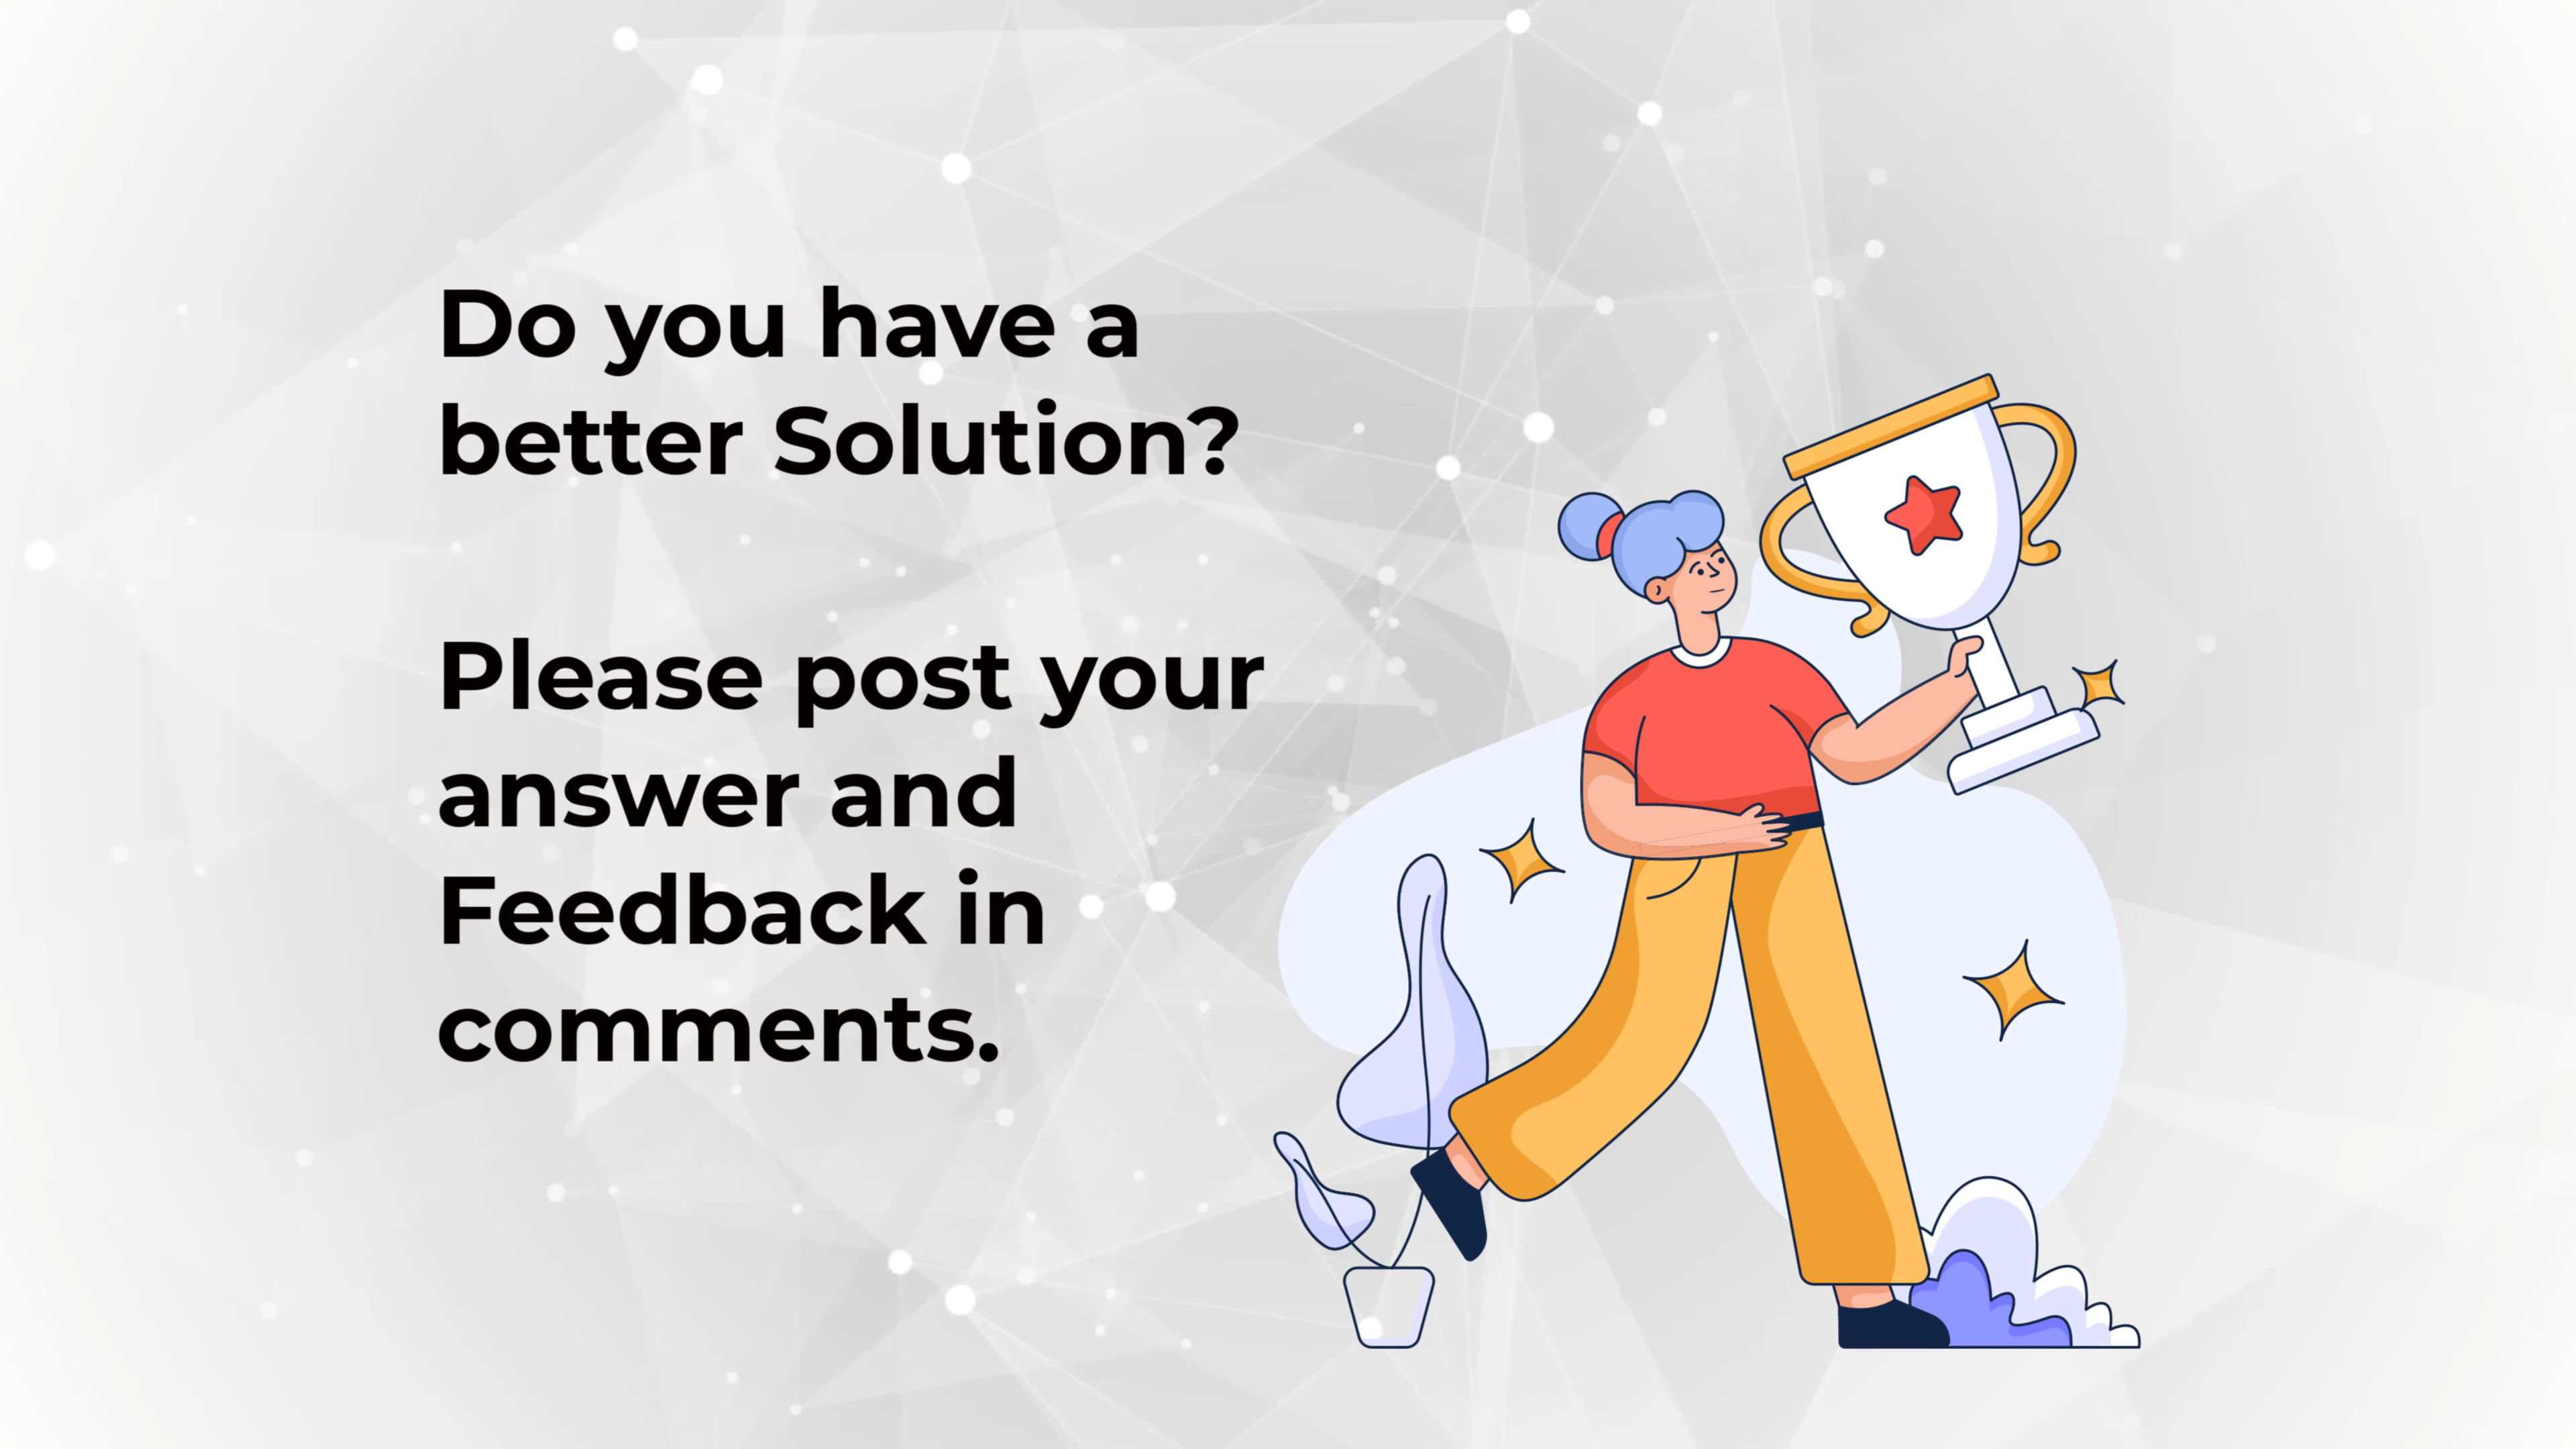 Do you have a
better Solution?
Please post your
answer and
Feedback in
comments.